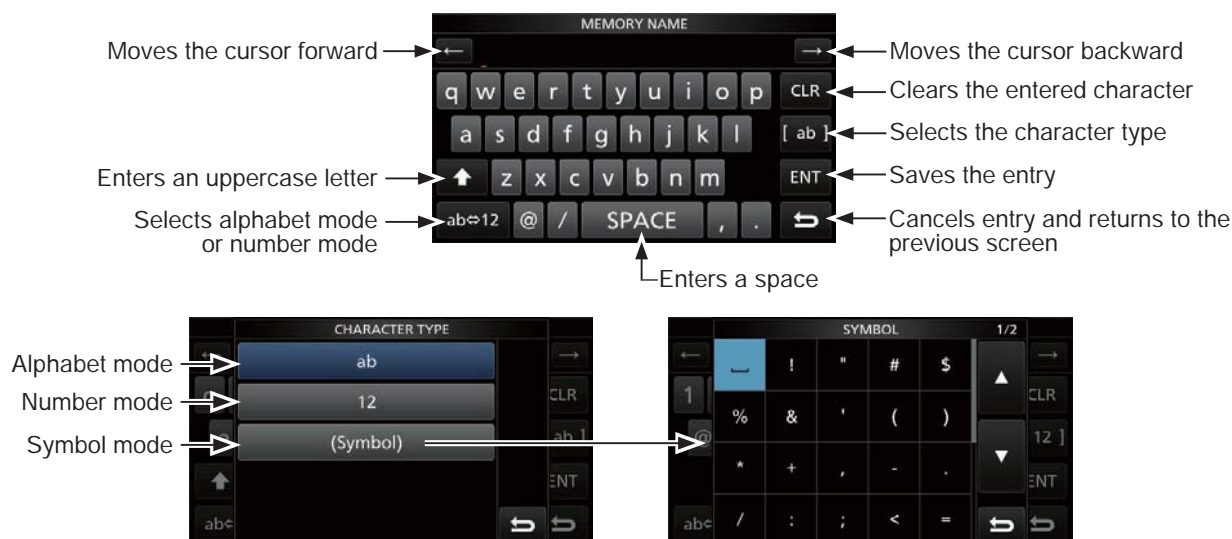 MEMORY NAME
Moves the cursor forward
←
→
Moves the cursor backward
q w e r t y u i o p
CLR
Clears the entered character
a s d f g h j k l
[ ab ]
Selects the character type
Enters an uppercase letter
z x c v b n m
ENT
Saves the entry
Selects alphabet mode
or number mode
ab⇔12 @ / SPACE , .
Cancels entry and returns to the
previous screen
Enters a space
CHARACTER TYPE
Alphabet mode
ab
→
Number mode
12
CLR
Symbol mode
(Symbol)
ab ]
ENT
ab⇔
SYMBOL
1/2
←
→
! " # $
▲
1
CLR
% & ' ( )
@
12 ]
* + , - .
▼
ENT
ab⇔
/ : ; < =